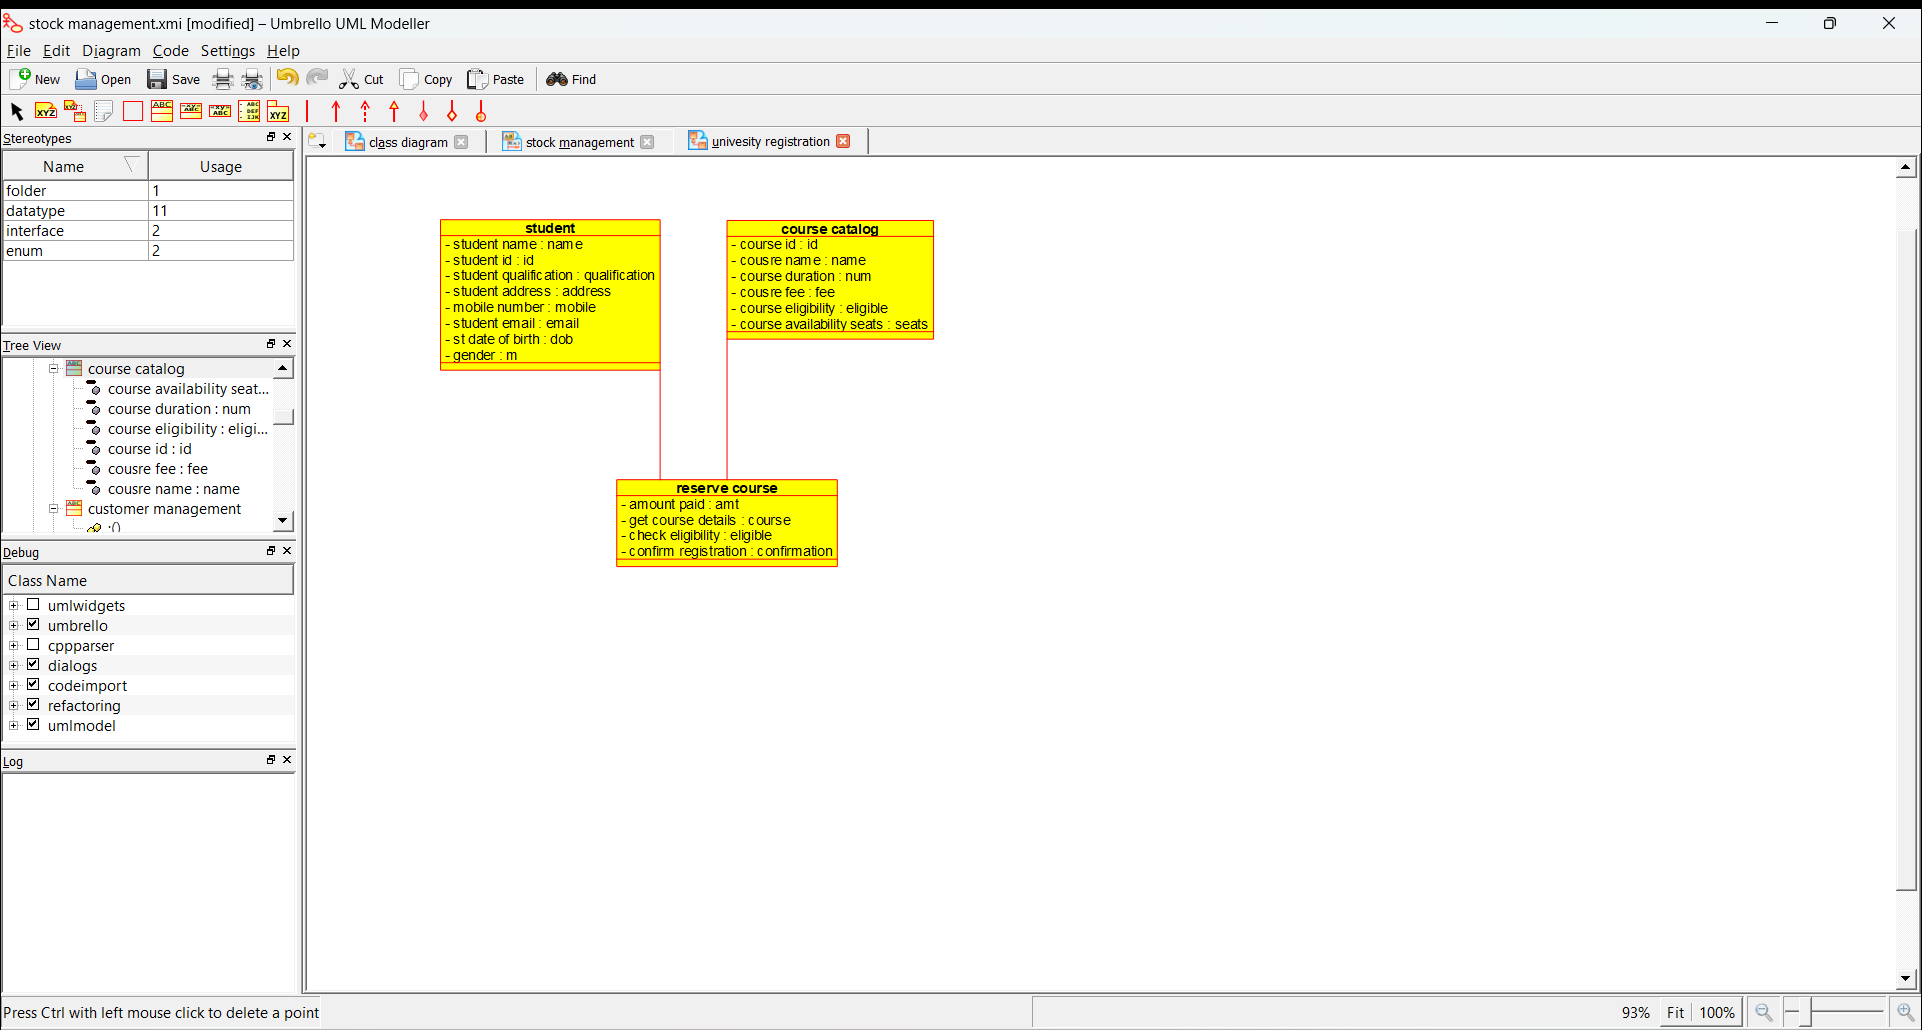 stock management.xmi [modified] – Umbrello UML Modeller
File Edit Diagram Code Settings Help
New Open Save Cut Copy Paste Find
Stereotypes
Name Usage
folder 1
datatype 11
interface 2
enum 2
Tree View
course catalog
course availability seat...
course duration : num
course eligibility : eligi...
course id : id
cousre fee : fee
cousre name : name
customer management
:()
Debug
Class Name
umlwidgets
umbrello
cppparser
dialogs
codeimport
refactoring
umlmodel
Log
class diagram
stock management
univesity registration
student
- student name : name
- student id : id
- student qualification : qualification
- student address : address
- mobile number : mobile
- student email : email
- st date of birth : dob
- gender : m
course catalog
- course id : id
- cousre name : name
- course duration : num
- cousre fee : fee
- course eligibility : eligible
- course availability seats : seats
reserve course
- amount paid : amt
- get course details : course
- check eligibility : eligible
- confirm registration : confirmation
Press Ctrl with left mouse click to delete a point
93% Fit 100%